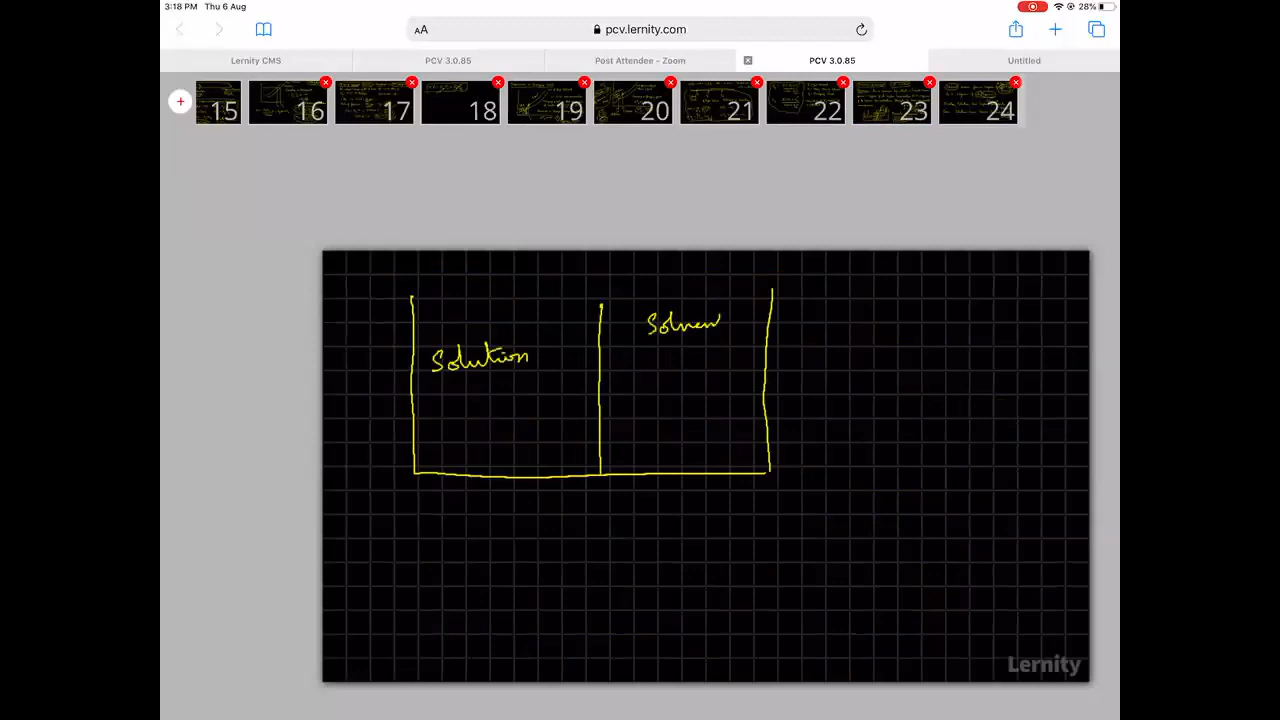 3:18 PM Thu 6 Aug 28%
AA pcv.lernity.com
Lernity CMS PCV 3.0.85 Post Attendee - Zoom PCV 3.0.85 Untitled
15 16 17 18 19 20 21 22 23 24
Solven
Solution
Lernity